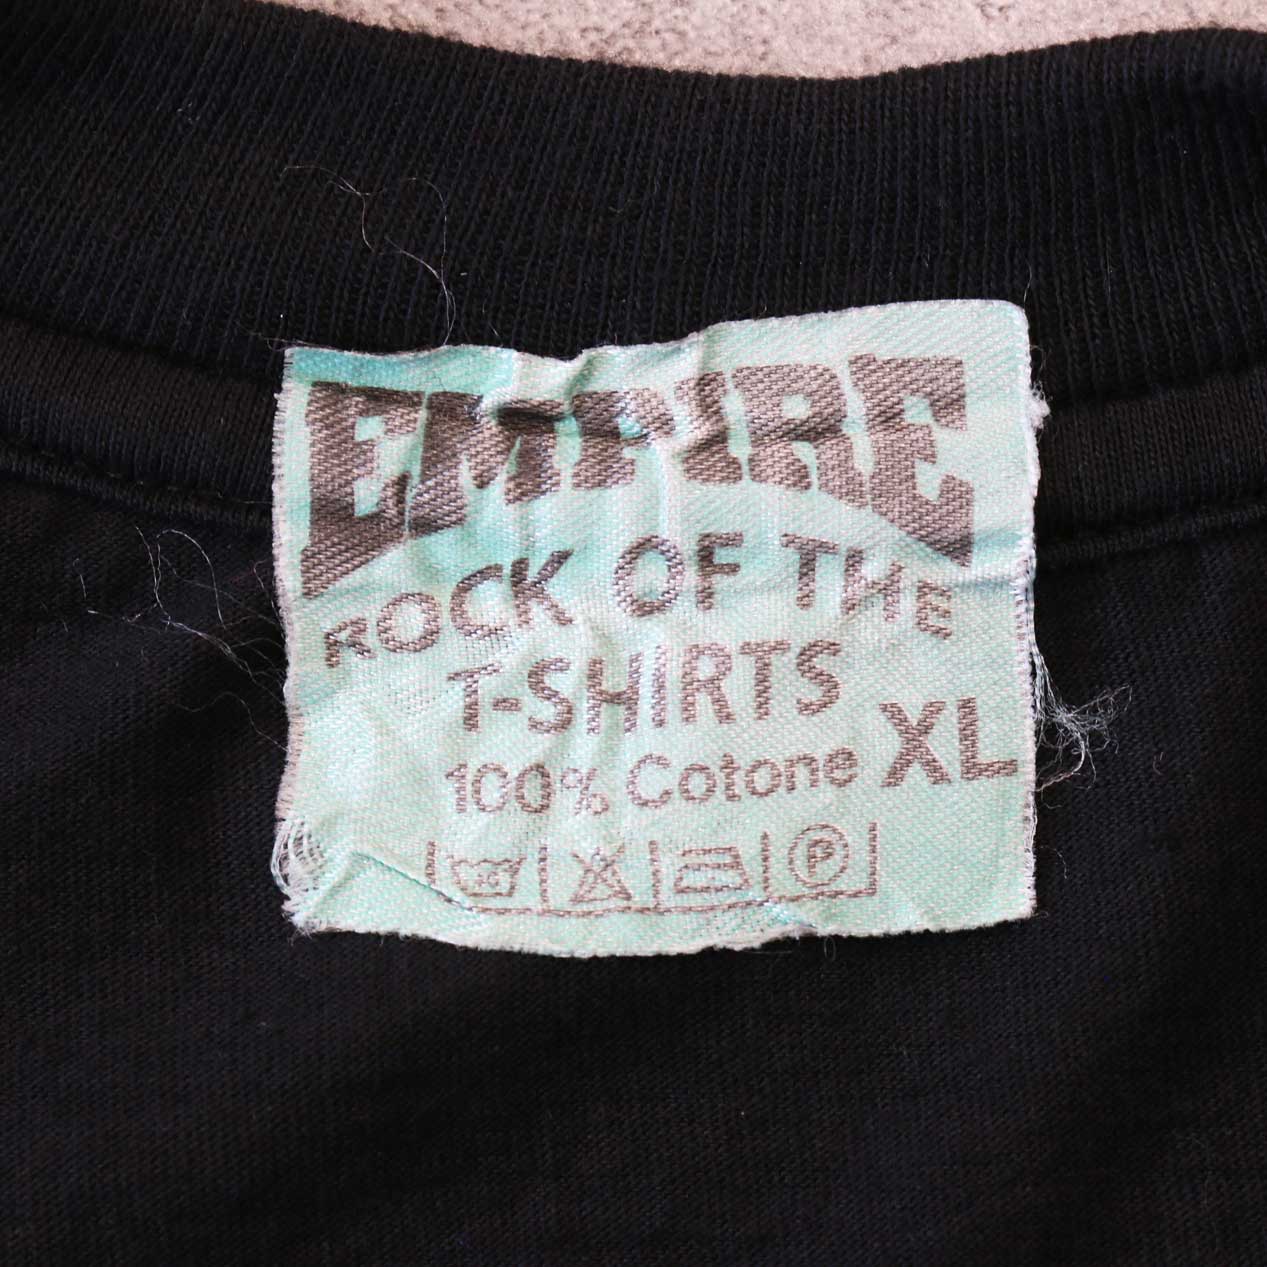 EMPIRE
ROCK OF THE
T-SHIRTS
100% Cotone XL
P